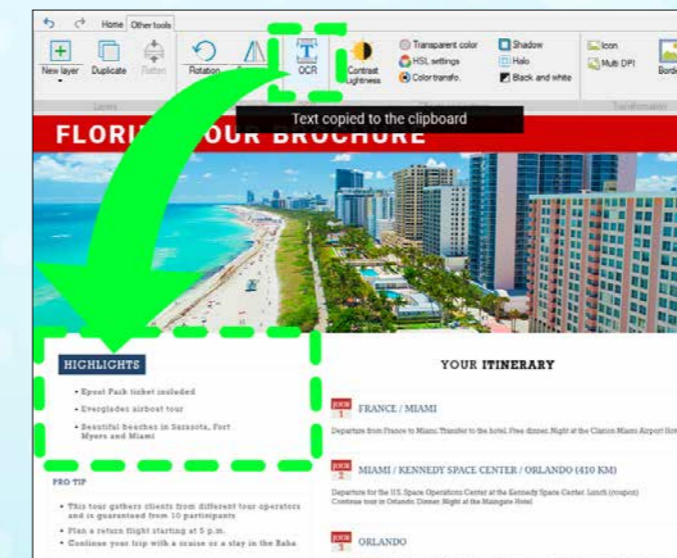 Home Other tools
New layer Duplicate Flatten Rotation OCR Contrast Lightness
Transparent color Shadow Icon
HSL settings Halo Multi DPI
Color transfo. Black and white
Layers Transformation
Text copied to the clipboard
FLORI OUR BROCHURE
HIGHLIGHTS
• Epcot Park ticket included
• Everglades airboat tour
• Beautiful beaches in Sarasota, Fort
Myers and Miami
PRO TIP
• This tour gathers clients from different tour operators
and is guaranteed from 10 participants
• Plan a return flight starting at 5 p.m.
• Continue your trip with a cruise or a stay in the Baha
YOUR ITINERARY
JOUR
1
FRANCE / MIAMI
Departure from France to Miami. Transfer to the hotel. Free dinner. Night at the Clarion Miami Airport
JOUR
2
MIAMI / KENNEDY SPACE CENTER / ORLANDO (410 KM)
Departure for the U.S. Space Operations Center at the Kennedy Space Center. Lunch (coupon)
Continue tour in Orlando. Dinner. Night at the Maingate Hotel
JOUR
3
ORLANDO